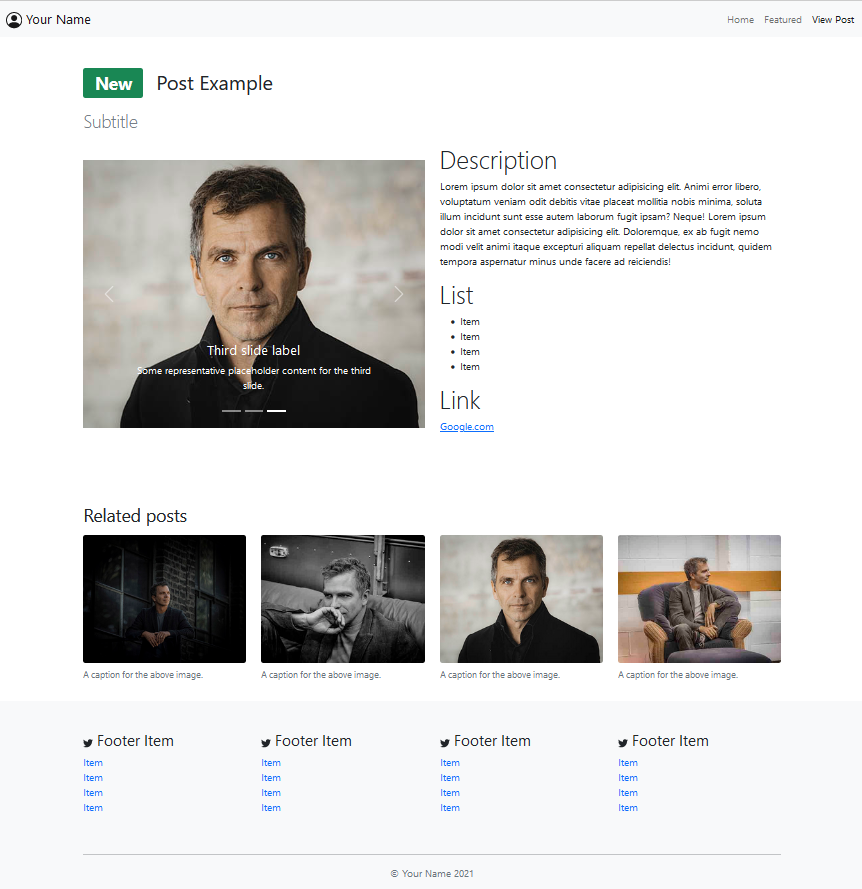 Your Name
Home Featured View Post
New Post Example
Subtitle
Description
Lorem ipsum dolor sit amet consectetur adipisicing elit. Animi error libero,
voluptatum veniam odit debitis vitae placeat mollitia nobis minima, soluta
illum incidunt sunt esse autem laborum fugit ipsam? Neque! Lorem ipsum
dolor sit amet consectetur adipisicing elit. Doloremque, ex ab fugit nemo
modi velit animi itaque excepturi aliquam repellat delectus incidunt, quidem
tempora aspernatur minus unde facere ad reiciendis!
List
Item
Item
Item
Item
Link
Google.com
Third slide label
Some representative placeholder content for the third
slide.
Related posts
A caption for the above image.
A caption for the above image.
A caption for the above image.
A caption for the above image.
Footer Item
Item
Item
Item
Item
Footer Item
Item
Item
Item
Item
Footer Item
Item
Item
Item
Item
Footer Item
Item
Item
Item
Item
© Your Name 2021